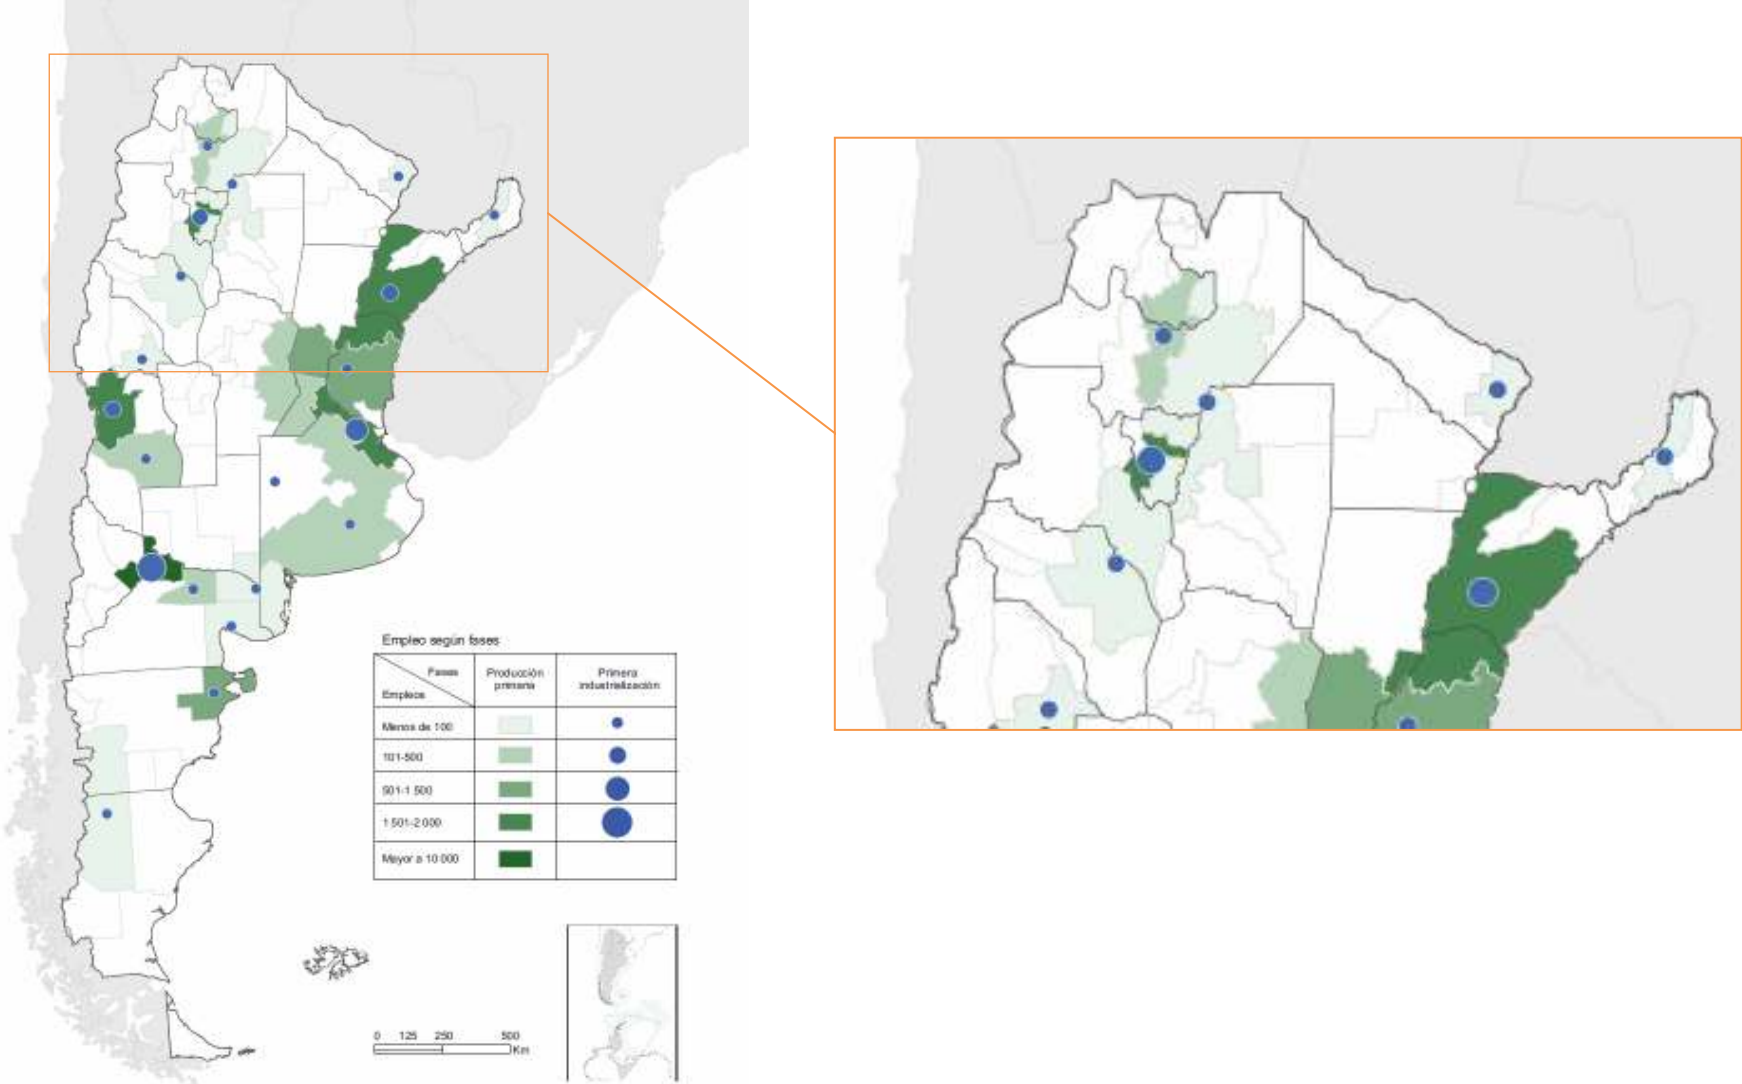 Empleo según fases
Fases
Empleos
Producción
primaria
Primera
industrialización
Menos de 100
101-500
501-1 500
1 501-2 000
Mayor a 10 000
0 125 250 500
Km